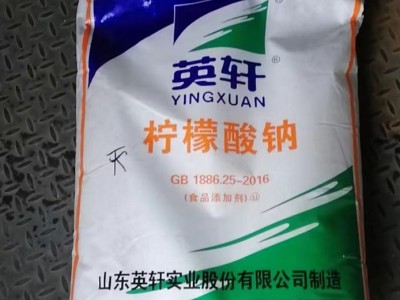 英轩®
YINGXUAN
柠檬酸钠
GB 1886.25-2016
(食品添加剂)
山东英轩实业股份有限公司制造